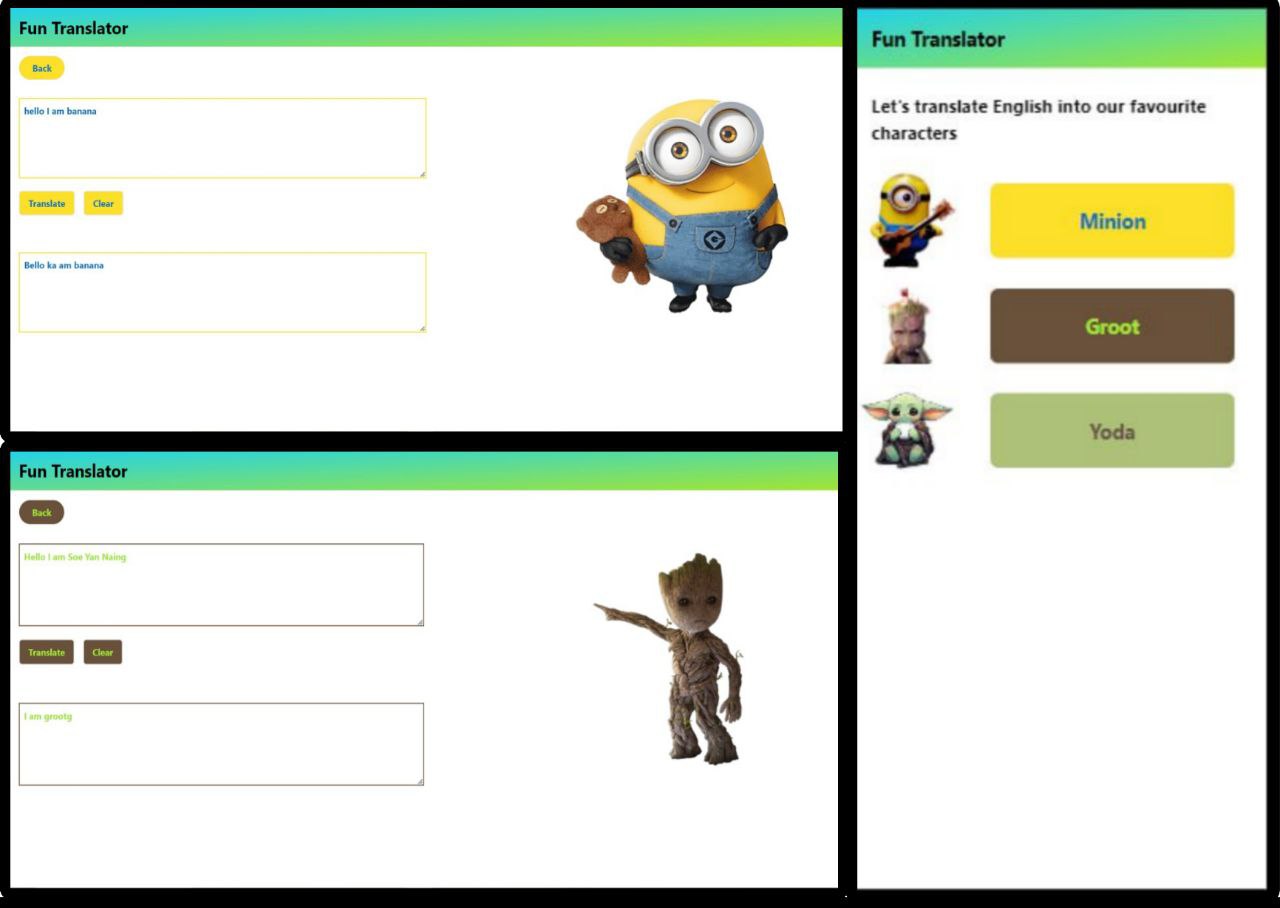 Fun Translator
Back
hello I am banana
Translate
Clear
Bello ka am banana
Fun Translator
Back
Hello I am Soe Yan Naing
Translate
Clear
I am grootg
Fun Translator
Let's translate English into our favourite
characters
Minion
Groot
Yoda